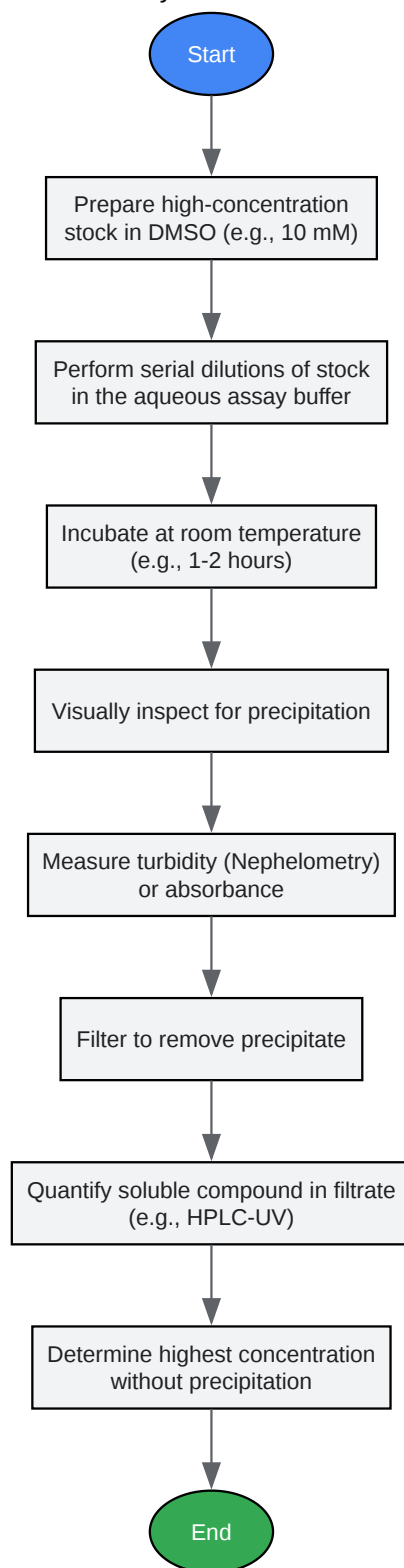 Start
Prepare high-concentration
stock in DMSO (e.g., 10 mM)
Perform serial dilutions of stock
in the aqueous assay buffer
Incubate at room temperature
(e.g., 1-2 hours)
Visually inspect for precipitation
Measure turbidity (Nephelometry)
or absorbance
Filter to remove precipitate
Quantify soluble compound in filtrate
(e.g., HPLC-UV)
Determine highest concentration
without precipitation
End